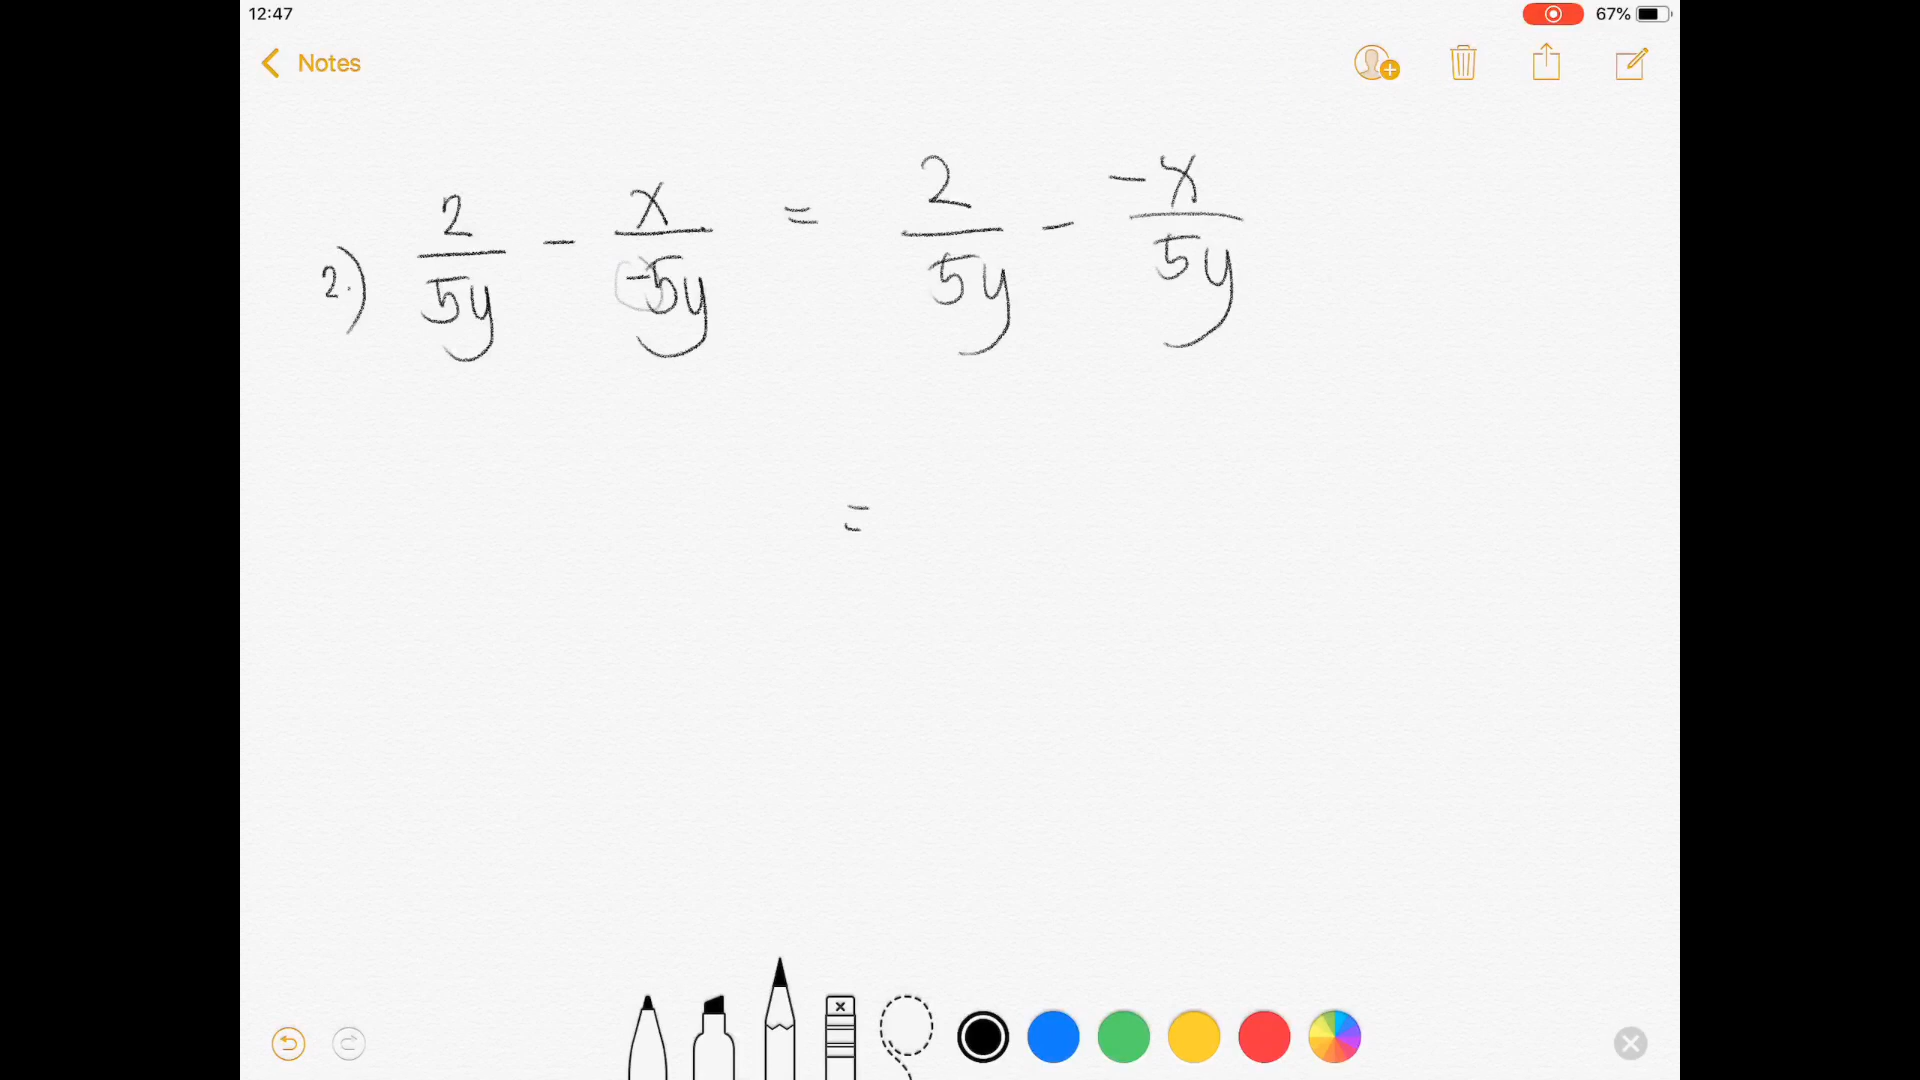 12:47 67%
Notes
2.) 2/5y - x/-5y = 2/5y - -x/5y
=